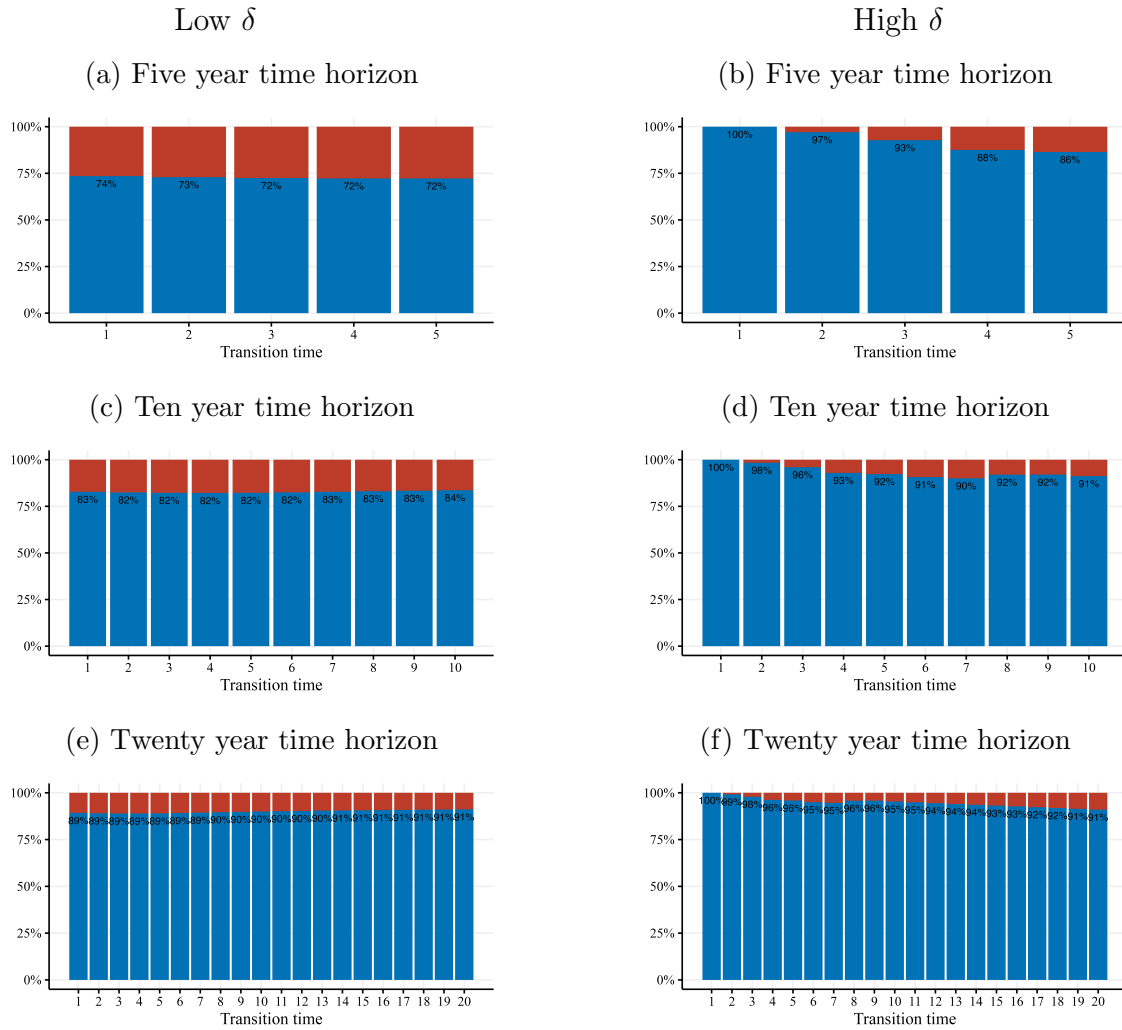 Low δ
High δ
(a) Five year time horizon
(b) Five year time horizon
100%
75%
50%
25%
0%
74%
73%
72%
72%
72%
1 2 3 4 5
Transition time
100%
75%
50%
25%
0%
100%
97%
93%
88%
86%
1 2 3 4 5
Transition time
(c) Ten year time horizon
(d) Ten year time horizon
100%
75%
50%
25%
0%
83% 82% 82% 82% 82% 82% 83% 83% 83% 84%
1 2 3 4 5 6 7 8 9 10
Transition time
100%
75%
50%
25%
0%
100% 98% 96% 93% 92% 91% 90% 92% 92% 91%
1 2 3 4 5 6 7 8 9 10
Transition time
(e) Twenty year time horizon
(f) Twenty year time horizon
100%
75%
50%
25%
0%
89% 89% 89% 89% 89% 89% 89% 90% 90% 90% 90% 90% 90% 91% 91% 91% 91% 91% 91% 91%
1 2 3 4 5 6 7 8 9 10 11 12 13 14 15 16 17 18 19 20
Transition time
100%
75%
50%
25%
0%
100% 99% 98% 96% 96% 95% 95% 96% 96% 95% 95% 94% 94% 94% 93% 93% 92% 92% 91% 91%
1 2 3 4 5 6 7 8 9 10 11 12 13 14 15 16 17 18 19 20
Transition time